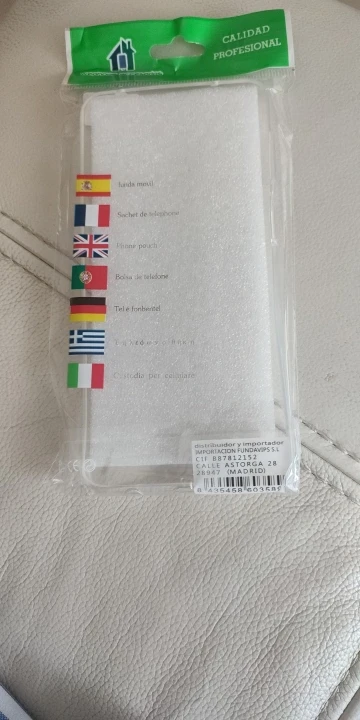 CALIDAD
PROFESIONAL
funda movil
Sachet de telephone
Phone pouch
Bolsa de telefone
Custodia per cellulare
distribuidor y importador
IMPORTACION FUNDAVIPS S.L
CIF B87812152
CALLE ASTORGA 28
28947 (MADRID)